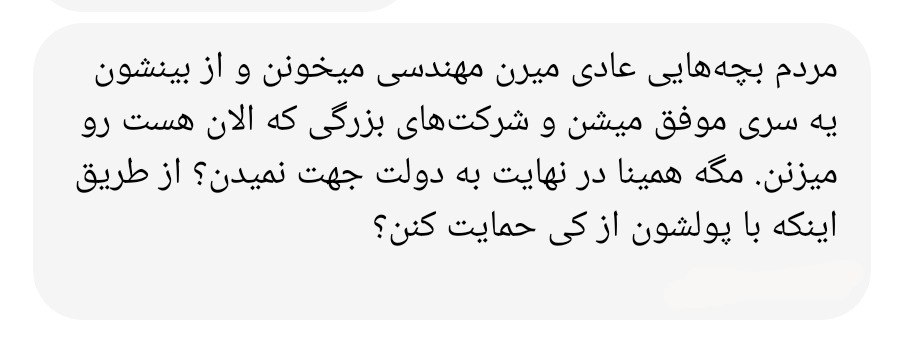 مردم بچه‌هایی عادی میرن مهندسی میخونن و از بینشون
یه سری موفق میشن و شرکت‌های بزرگی که الان هست رو
میزنن. مگه همینا در نهایت به دولت جهت نمیدن؟ از طریق
اینکه با پولشون از کی حمایت کنن؟